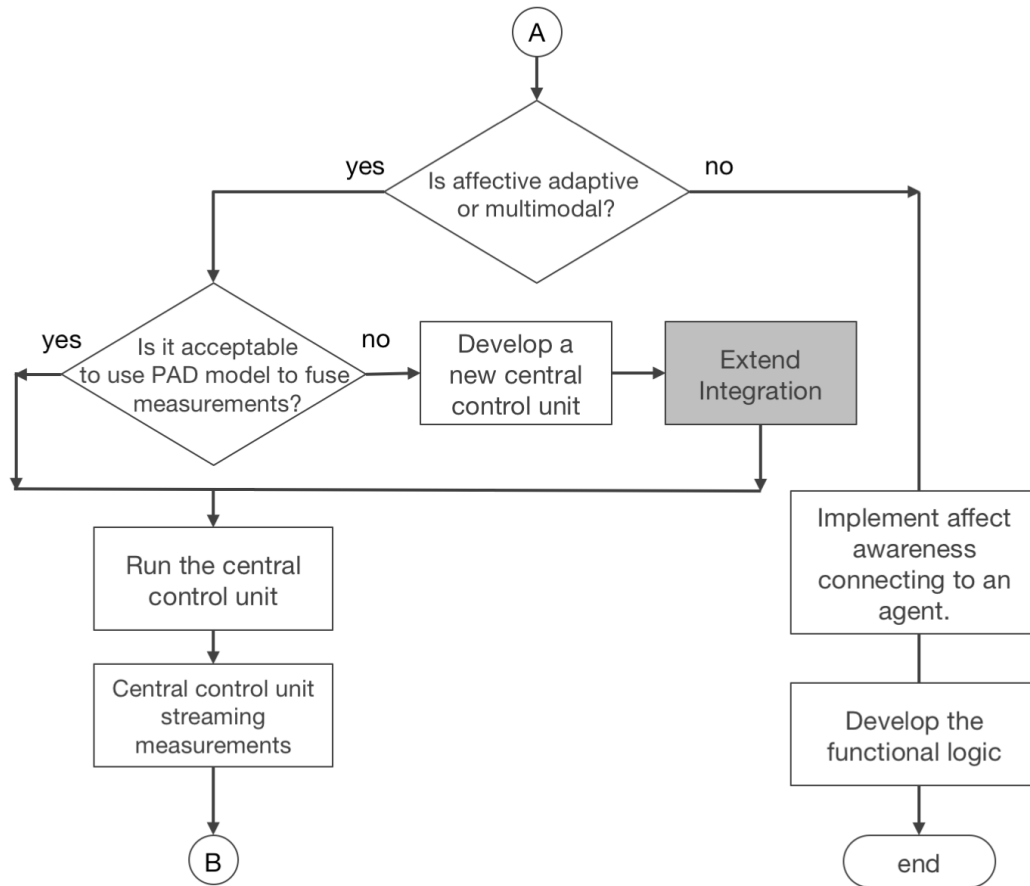 A
yes
no
Is affective adaptive
or multimodal?
yes
Is it acceptable
to use PAD model to fuse
measurements?
no
Develop a
new central
control unit
Extend
Integration
Run the central
control unit
Central control unit
streaming
measurements
B
Implement affect
awareness
connecting to an
agent.
Develop the
functional logic
end